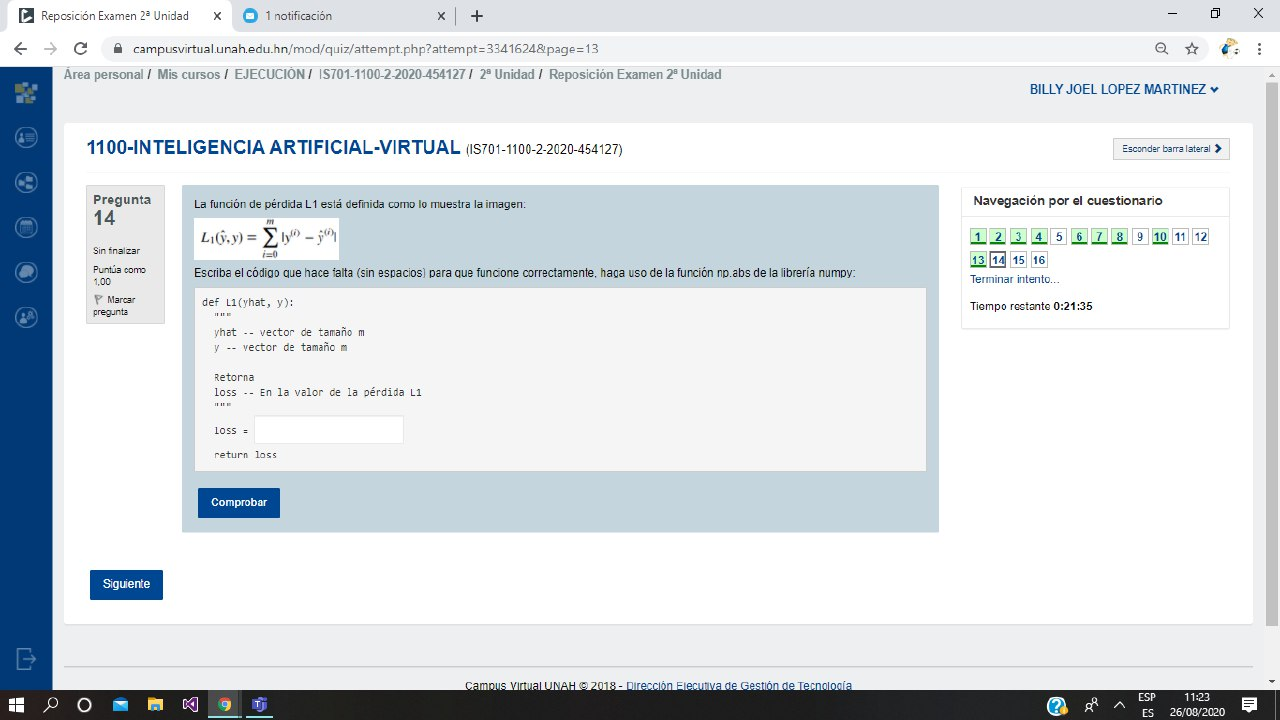 Reposición Examen 2ª Unidad
1 notificación
campusvirtual.unah.edu.hn/mod/quiz/attempt.php?attempt=3341624&page=13
Área personal / Mis cursos / EJECUCIÓN / IS701-1100-2-2020-454127 / 2ª Unidad / Reposición Examen 2ª Unidad
BILLY JOEL LOPEZ MARTINEZ
1100-INTELIGENCIA ARTIFICIAL-VIRTUAL (IS701-1100-2-2020-454127)
Esconder barra lateral
Pregunta
14
Sin finalizar
Puntúa como
1,00
Marcar
pregunta
La función de pérdida L1 está definida como lo muestra la imagen:
L₁(ŷ, y) = ∑_{i=0}^{m} |y⁽ⁱ⁾ − ŷ⁽ⁱ⁾|
Escriba el código que hace falta (sin espacios) para que funcione correctamente, haga uso de la función np.abs de la librería numpy:
def L1(yhat, y):
"""
yhat -- vector de tamaño m
y -- vector de tamaño m
Retorna
loss -- En la valor de la pérdida L1
"""
loss =
return loss
Comprobar
Siguiente
Navegación por el cuestionario
1 2 3 4 5 6 7 8 9 10 11 12
13 14 15 16
Terminar intento...
Tiempo restante 0:21:35
Campus Virtual UNAH © 2018 - Dirección Ejecutiva de Gestión de Tecnología
ESP
ES
11:23
26/08/2020